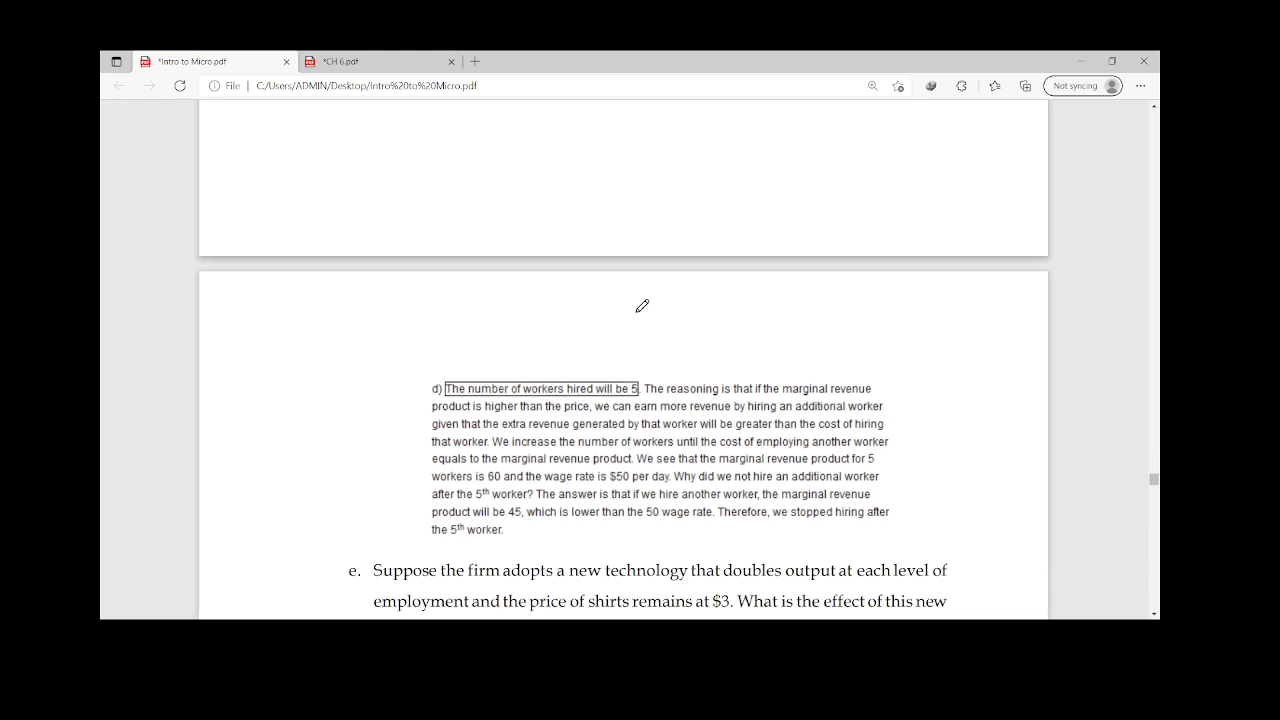 *Intro to Micro.pdf
*CH 6.pdf
File | C:/Users/ADMIN/Desktop/Intro%20to%20Micro.pdf
Not syncing
d) The number of workers hired will be 5. The reasoning is that if the marginal revenue
product is higher than the price, we can earn more revenue by hiring an additional worker
given that the extra revenue generated by that worker will be greater than the cost of hiring
that worker. We increase the number of workers until the cost of employing another worker
equals to the marginal revenue product. We see that the marginal revenue product for 5
workers is 60 and the wage rate is $50 per day. Why did we not hire an additional worker
after the 5th worker? The answer is that if we hire another worker, the marginal revenue
product will be 45, which is lower than the 50 wage rate. Therefore, we stopped hiring after
the 5th worker.
e. Suppose the firm adopts a new technology that doubles output at each level of
employment and the price of shirts remains at $3. What is the effect of this new